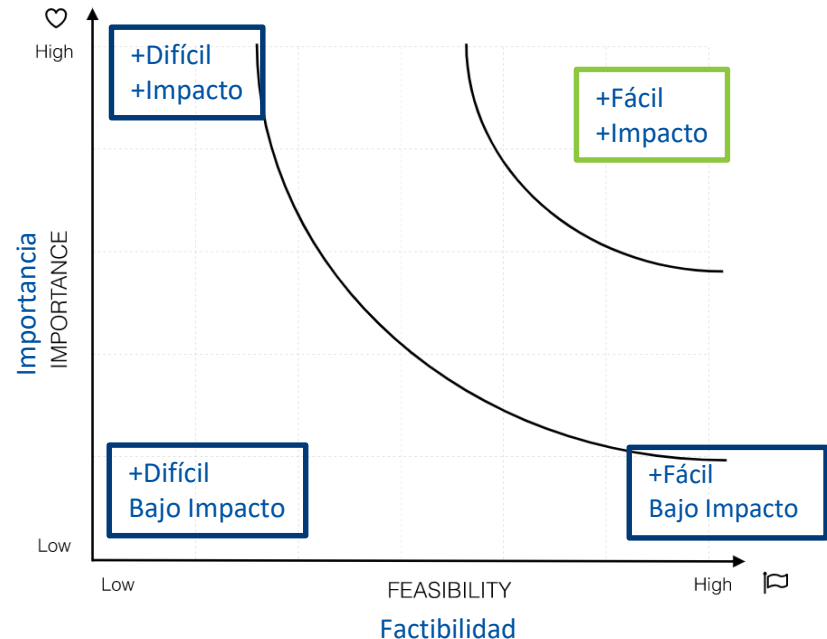 High
+Difícil
+Impacto
+Fácil
+Impacto
Importancia
IMPORTANCE
+Difícil
Bajo Impacto
+Fácil
Bajo Impacto
Low
Low
FEASIBILITY
High
Factibilidad